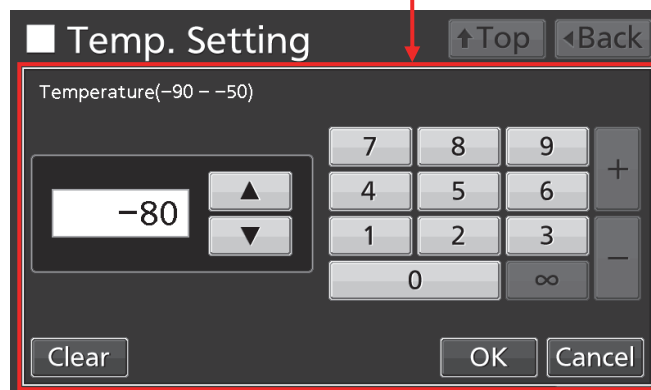 Temp. Setting ↑Top ◂Back
Temperature(−90 – −50)
7 8 9 +
−80 ▲ 4 5 6
▼ 1 2 3 −
0 ∞
Clear OK Cancel